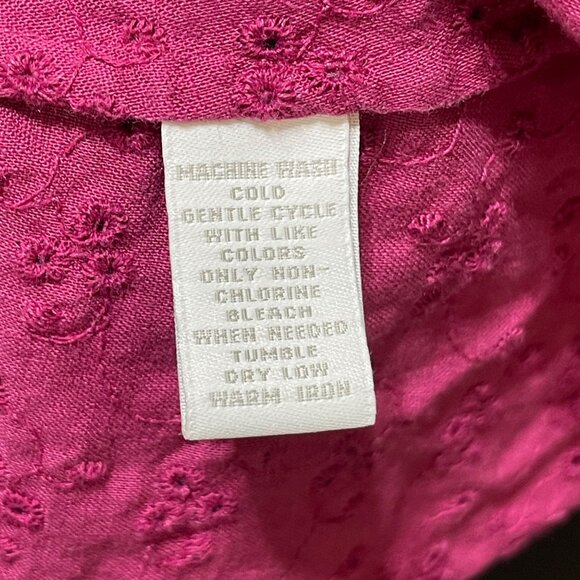 MACHINE WASH
COLD
GENTLE CYCLE
WITH LIKE
COLORS
ONLY NON-
CHLORINE
BLEACH
WHEN NEEDED
TUMBLE
DRY LOW
WARM IRON